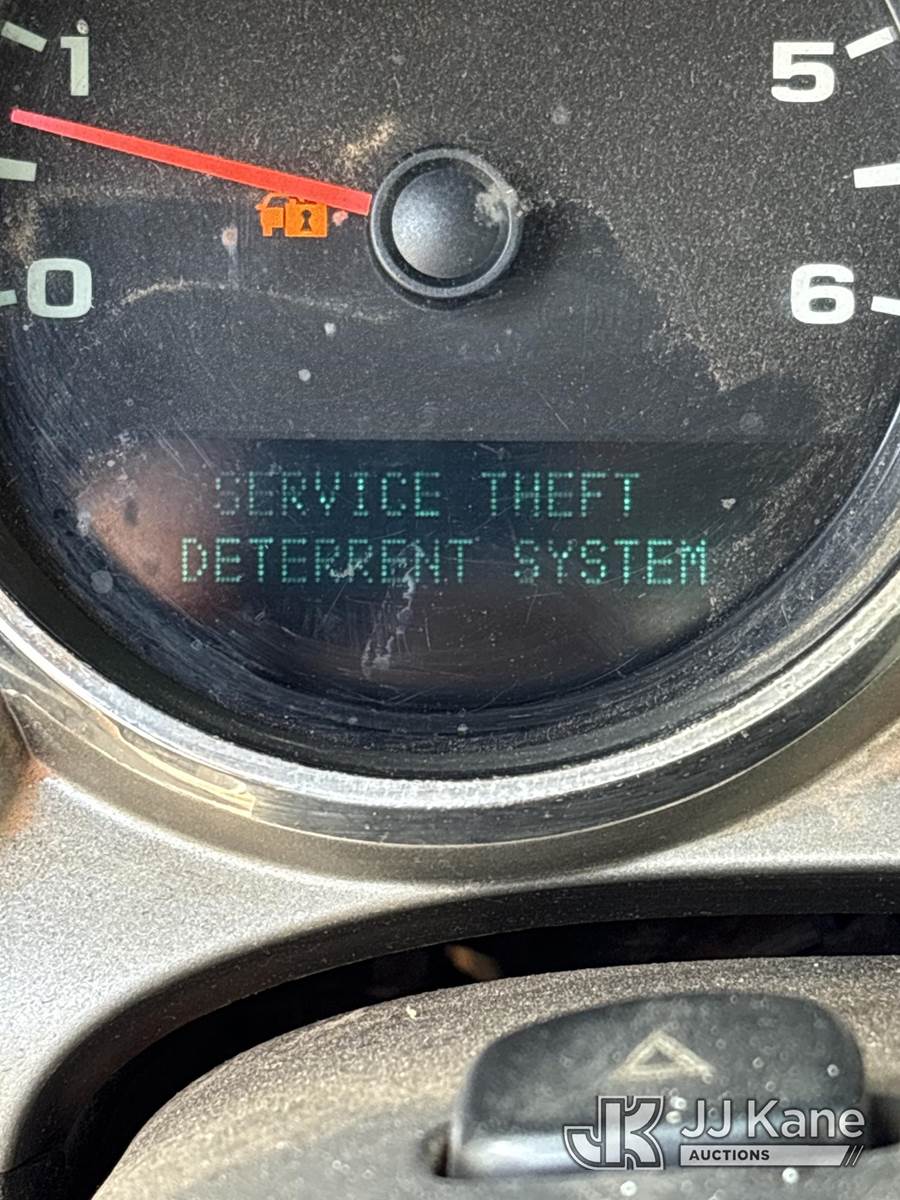 1
5
0
6
SERVICE THEFT
DETERRENT SYSTEM
JK JJ Kane
AUCTIONS